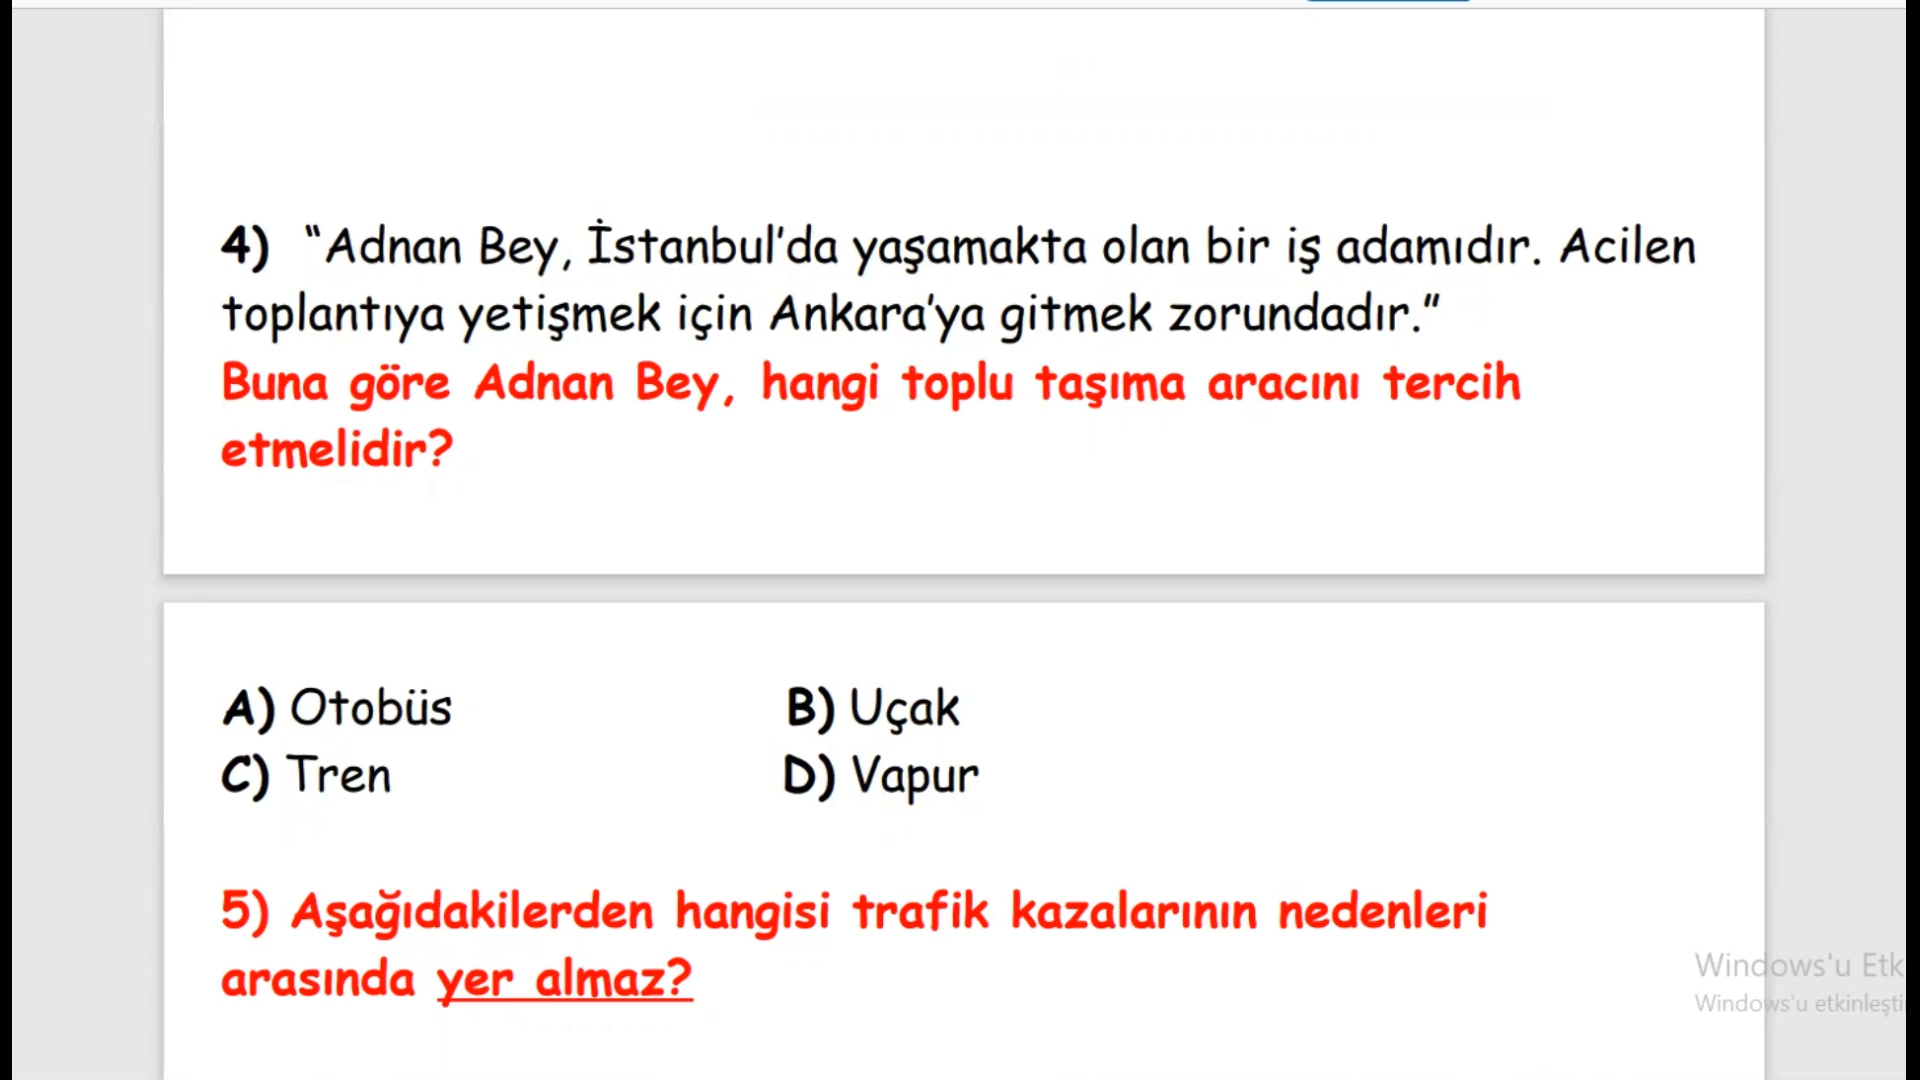 4) “Adnan Bey, İstanbul’da yaşamakta olan bir iş adamıdır. Acilen
toplantıya yetişmek için Ankara’ya gitmek zorundadır.”
Buna göre Adnan Bey, hangi toplu taşıma aracını tercih
etmelidir?
A) Otobüs B) Uçak
C) Tren D) Vapur
5) Aşağıdakilerden hangisi trafik kazalarının nedenleri
arasında yer almaz?
Windows'u Etk
Windows'u etkinleşti